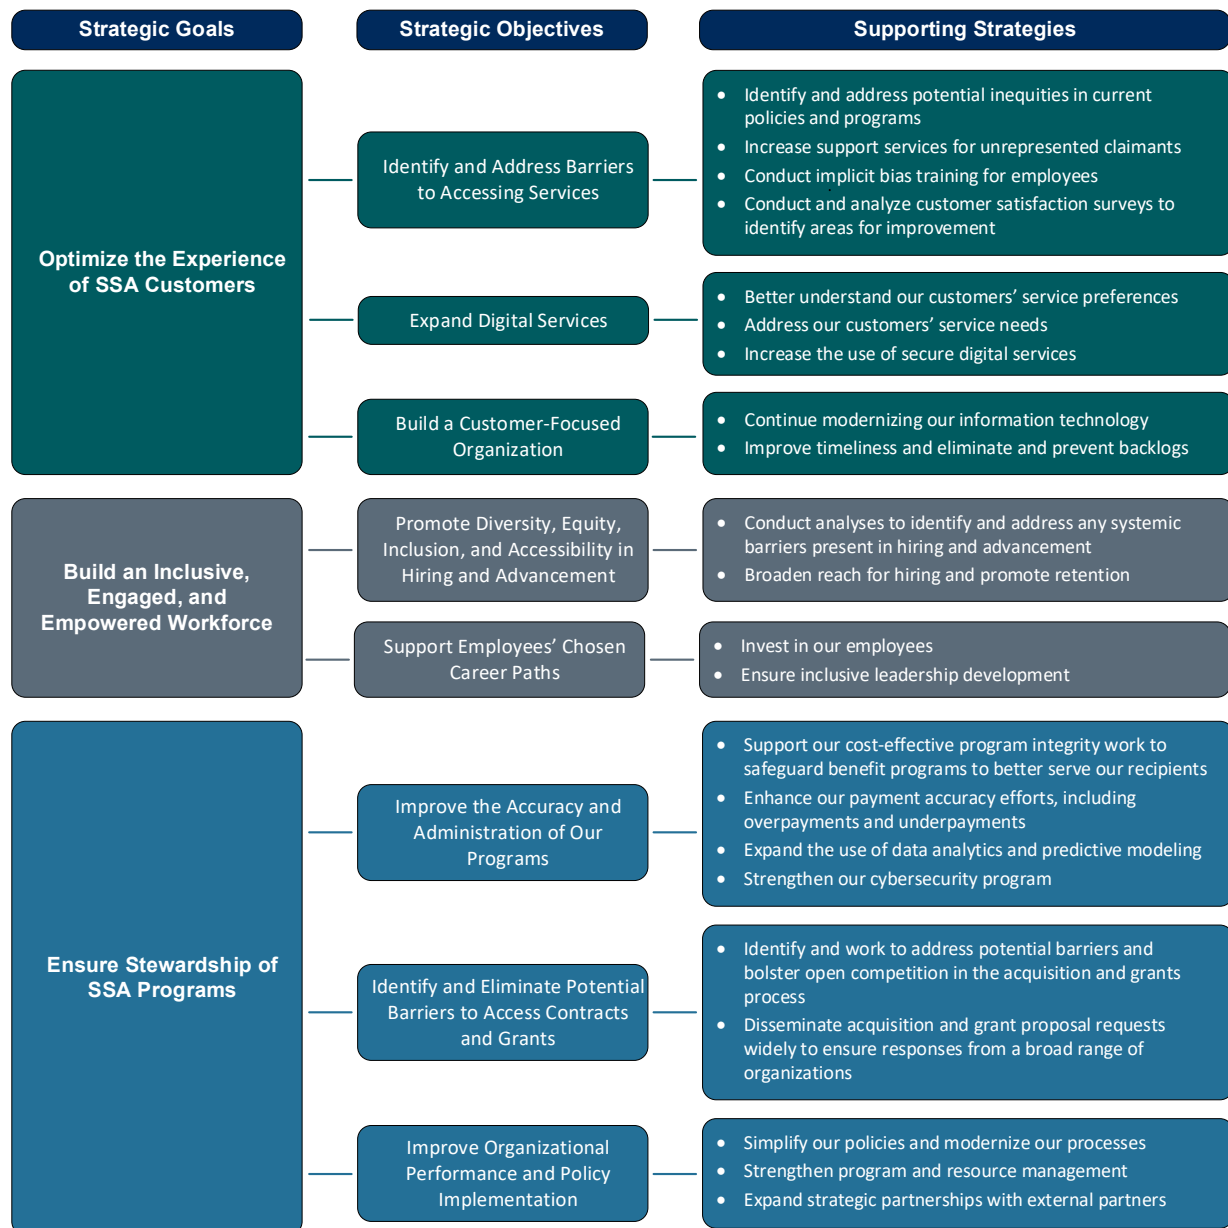 Strategic Goals
Strategic Objectives
Supporting Strategies
Optimize the Experience
of SSA Customers
Identify and Address Barriers
to Accessing Services
• Identify and address potential inequities in current
policies and programs
• Increase support services for unrepresented claimants
• Conduct implicit bias training for employees
• Conduct and analyze customer satisfaction surveys to
identify areas for improvement
Expand Digital Services
• Better understand our customers’ service preferences
• Address our customers’ service needs
• Increase the use of secure digital services
Build a Customer-Focused
Organization
• Continue modernizing our information technology
• Improve timeliness and eliminate and prevent backlogs
Build an Inclusive,
Engaged, and
Empowered Workforce
Promote Diversity, Equity,
Inclusion, and Accessibility in
Hiring and Advancement
• Conduct analyses to identify and address any systemic
barriers present in hiring and advancement
• Broaden reach for hiring and promote retention
Support Employees’ Chosen
Career Paths
• Invest in our employees
• Ensure inclusive leadership development
Ensure Stewardship of
SSA Programs
Improve the Accuracy and
Administration of Our
Programs
• Support our cost-effective program integrity work to
safeguard benefit programs to better serve our recipients
• Enhance our payment accuracy efforts, including
overpayments and underpayments
• Expand the use of data analytics and predictive modeling
• Strengthen our cybersecurity program
Identify and Eliminate Potential
Barriers to Access Contracts
and Grants
• Identify and work to address potential barriers and
bolster open competition in the acquisition and grants
process
• Disseminate acquisition and grant proposal requests
widely to ensure responses from a broad range of
organizations
Improve Organizational
Performance and Policy
Implementation
• Simplify our policies and modernize our processes
• Strengthen program and resource management
• Expand strategic partnerships with external partners